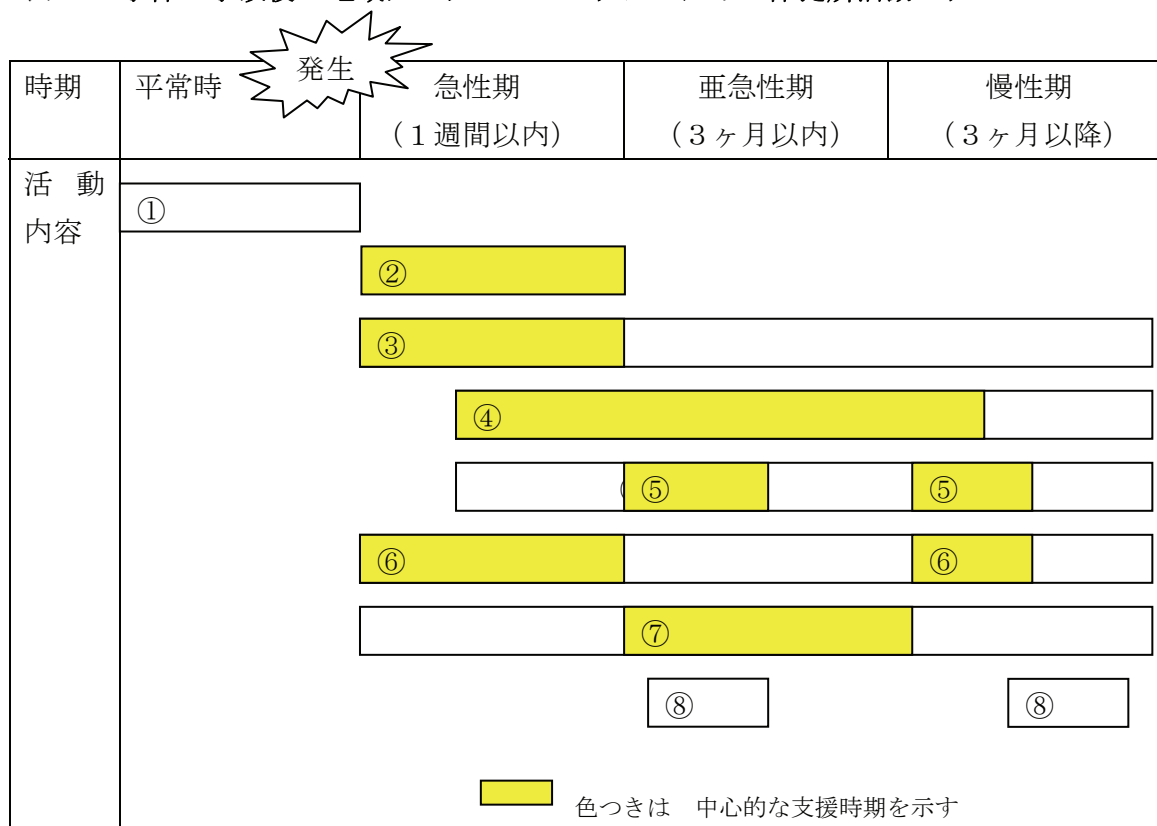 発生
時期 平常時 急性期 亜急性期 慢性期
（１週間以内） （３ヶ月以内） （３ヶ月以降）
活 動
内容
①
②
③
④
⑤ ⑤
⑥ ⑥
⑦
⑧ ⑧
色つきは 中心的な支援時期を示す